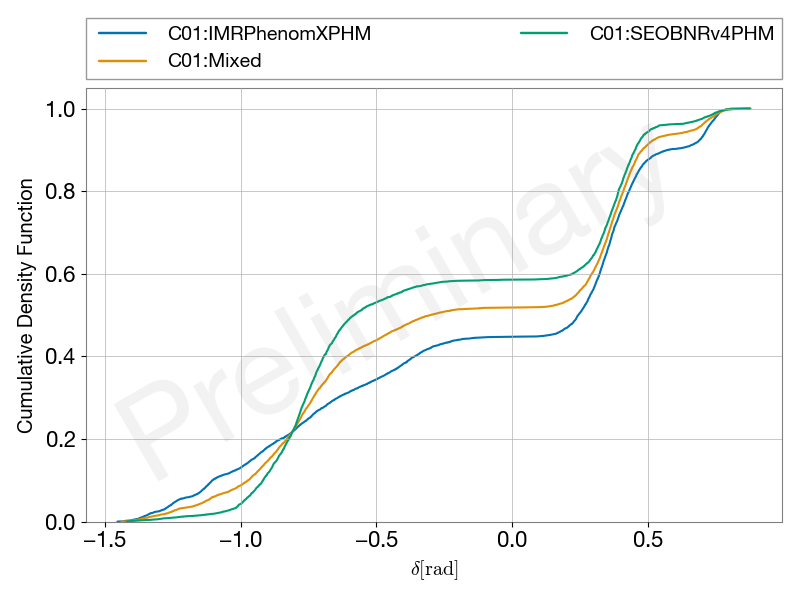 C01:IMRPhenomXPHM
C01:Mixed
C01:SEOBNRv4PHM
Preliminary
Cumulative Density Function
1.0
0.8
0.6
0.4
0.2
0.0
−1.5 −1.0 −0.5 0.0 0.5
δ[rad]